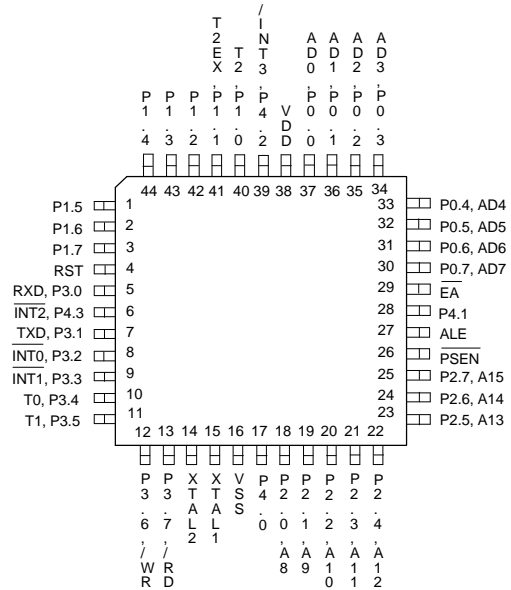 P1.4
P1.3
P1.2
T2EX,P1.1
T2,P1.0
/INT3,P4.2
VDD
AD0,P0.0
AD1,P0.1
AD2,P0.2
AD3,P0.3
44 43 42 41 40 39 38 37 36 35 34
P1.5 1
P1.6 2
P1.7 3
RST 4
RXD, P3.0 5
INT2, P4.3 6
TXD, P3.1 7
INT0, P3.2 8
INT1, P3.3 9
T0, P3.4 10
T1, P3.5 11
33 P0.4, AD4
32 P0.5, AD5
31 P0.6, AD6
30 P0.7, AD7
29 EA
28 P4.1
27 ALE
26 PSEN
25 P2.7, A15
24 P2.6, A14
23 P2.5, A13
12 13 14 15 16 17 18 19 20 21 22
P3.6,/WR
P3.7,/RD
XTAL2
XTAL1
VSS
P4.0
P2.0,A8
P2.1,A9
P2.2,A10
P2.3,A11
P2.4,A12